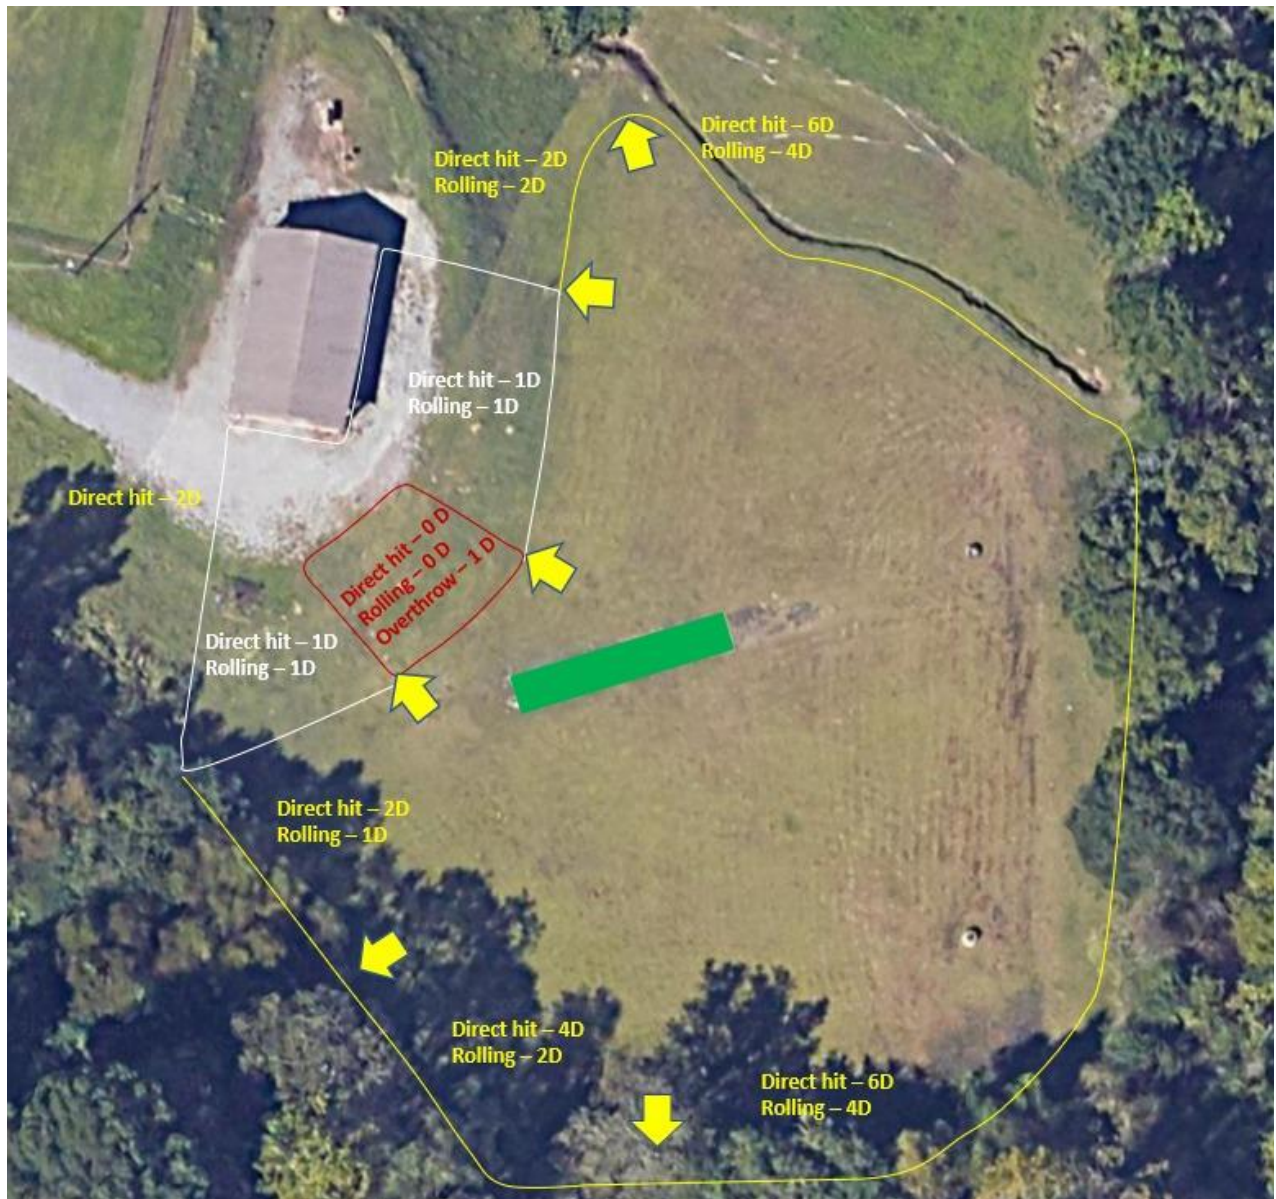 Direct hit – 6D
Rolling – 4D
Direct hit – 2D
Rolling – 2D
Direct hit – 1D
Rolling – 1D
Direct hit – 2D
Direct hit – 0 D
Rolling – 0 D
Overthrow – 1 D
Direct hit – 1D
Rolling – 1D
Direct hit – 2D
Rolling – 1D
Direct hit – 4D
Rolling – 2D
Direct hit – 6D
Rolling – 4D